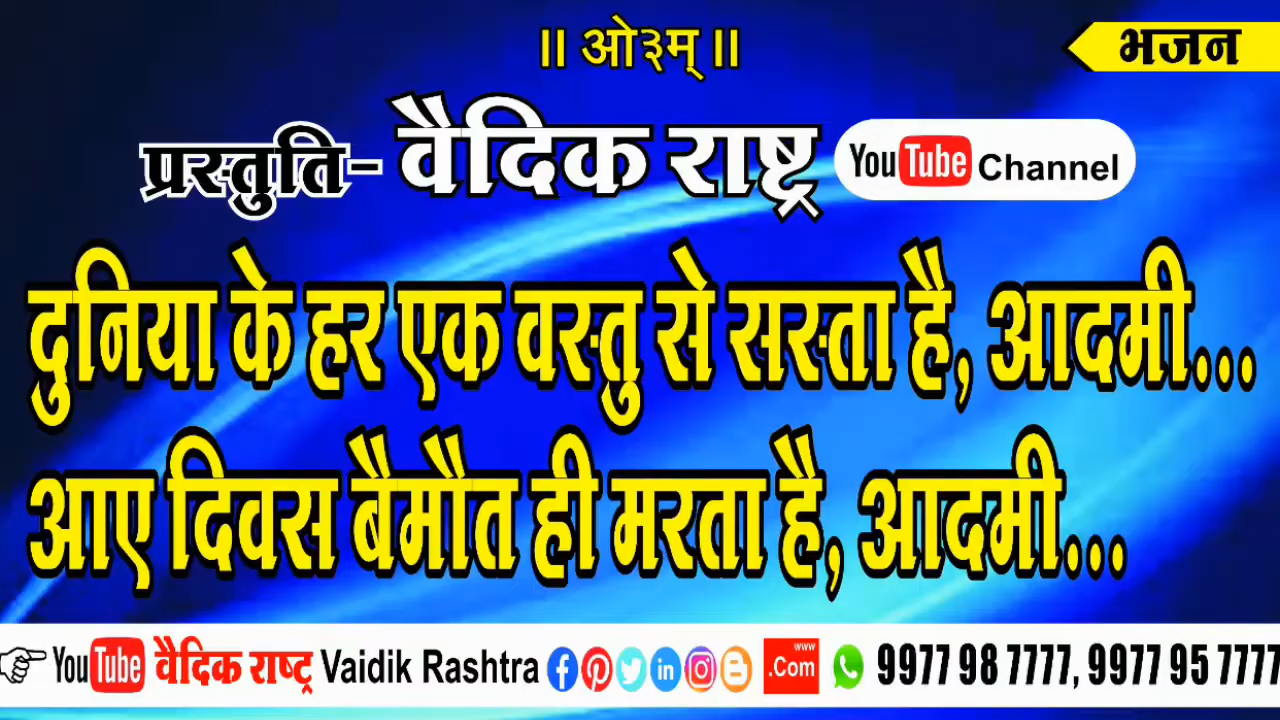 ॥ ओ३म् ॥
भजन
प्रस्तुति- वैदिक राष्ट्र YouTube Channel
दुनिया के हर एक वस्तु से सस्ता है, आदमी...
आए दिवस बैमौत ही मरता है, आदमी...
YouTube वैदिक राष्ट्र Vaidik Rashtra www .Com 9977 98 7777, 9977 95 7777